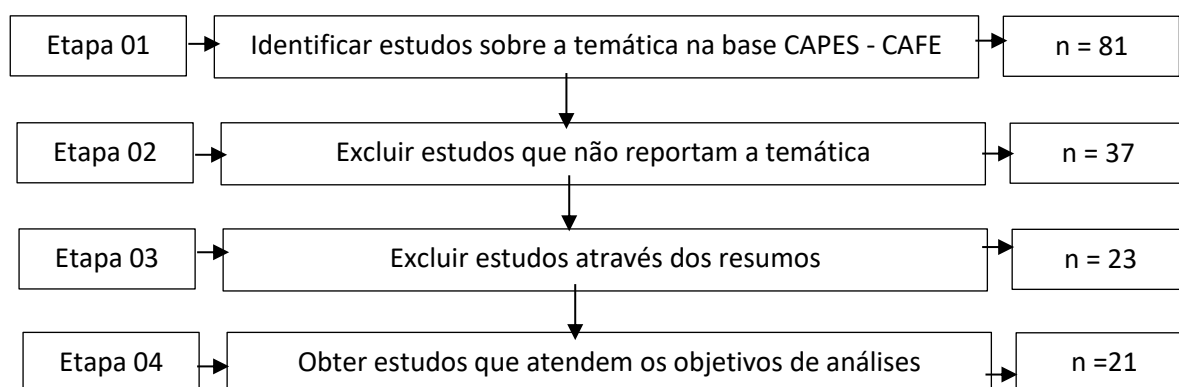 Etapa 01 Identificar estudos sobre a temática na base CAPES - CAFE n = 81
Etapa 02 Excluir estudos que não reportam a temática n = 37
Etapa 03 Excluir estudos através dos resumos n = 23
Etapa 04 Obter estudos que atendem os objetivos de análises n =21